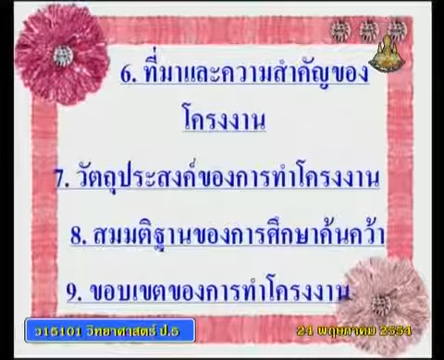 6. ที่มาและความสำคัญของ
โครงงาน
7. วัตถุประสงค์ของการทำโครงงาน
8. สมมติฐานของการศึกษาค้นคว้า
9. ขอบเขตของการทำโครงงาน
ว15101 วิทยาศาสตร์ ป.5
24 พฤษภาคม 2554